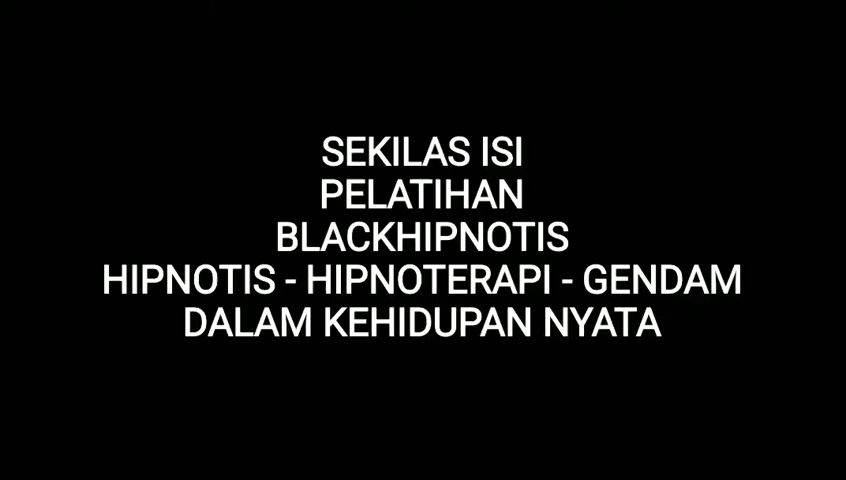 SEKILAS ISI
PELATIHAN
BLACKHIPNOTIS
HIPNOTIS - HIPNOTERAPI - GENDAM
DALAM KEHIDUPAN NYATA